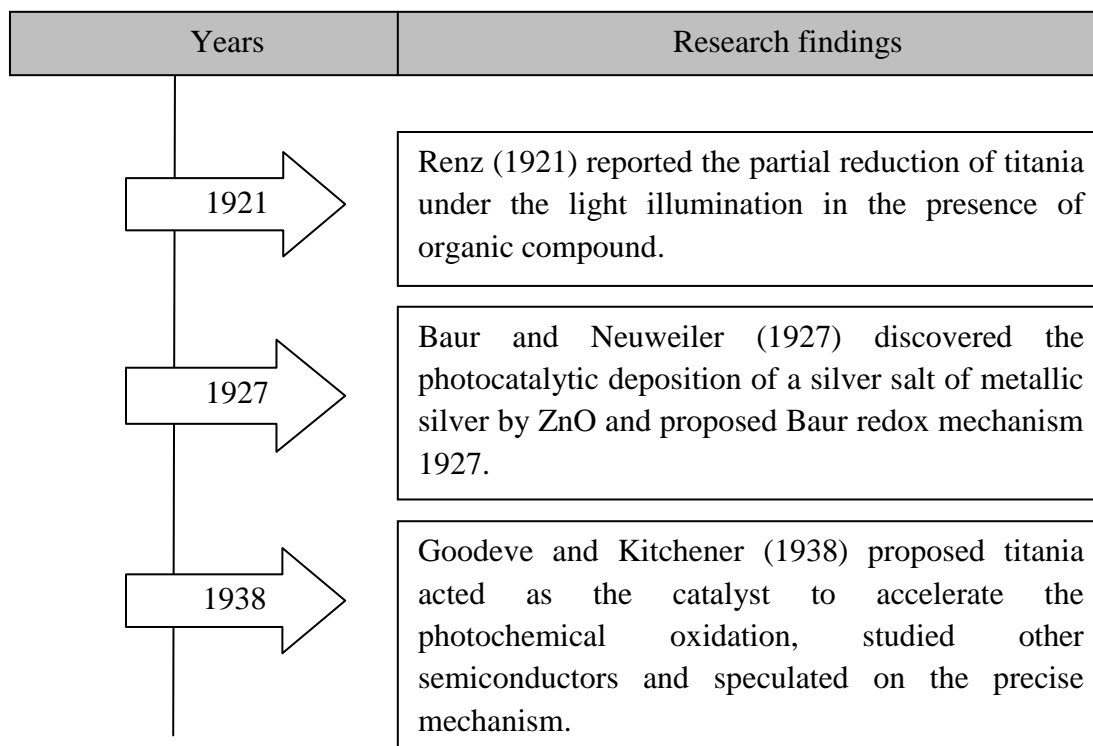 Years
Research findings
1921
Renz (1921) reported the partial reduction of titania
under the light illumination in the presence of
organic compound.
1927
Baur and Neuweiler (1927) discovered the
photocatalytic deposition of a silver salt of metallic
silver by ZnO and proposed Baur redox mechanism
1927.
1938
Goodeve and Kitchener (1938) proposed titania
acted as the catalyst to accelerate the
photochemical oxidation, studied other
semiconductors and speculated on the precise
mechanism.